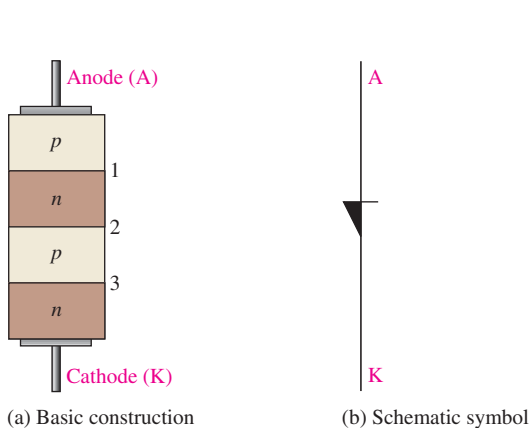 Anode (A)
A
p
1
n
2
p
3
n
Cathode (K)
K
(a) Basic construction
(b) Schematic symbol